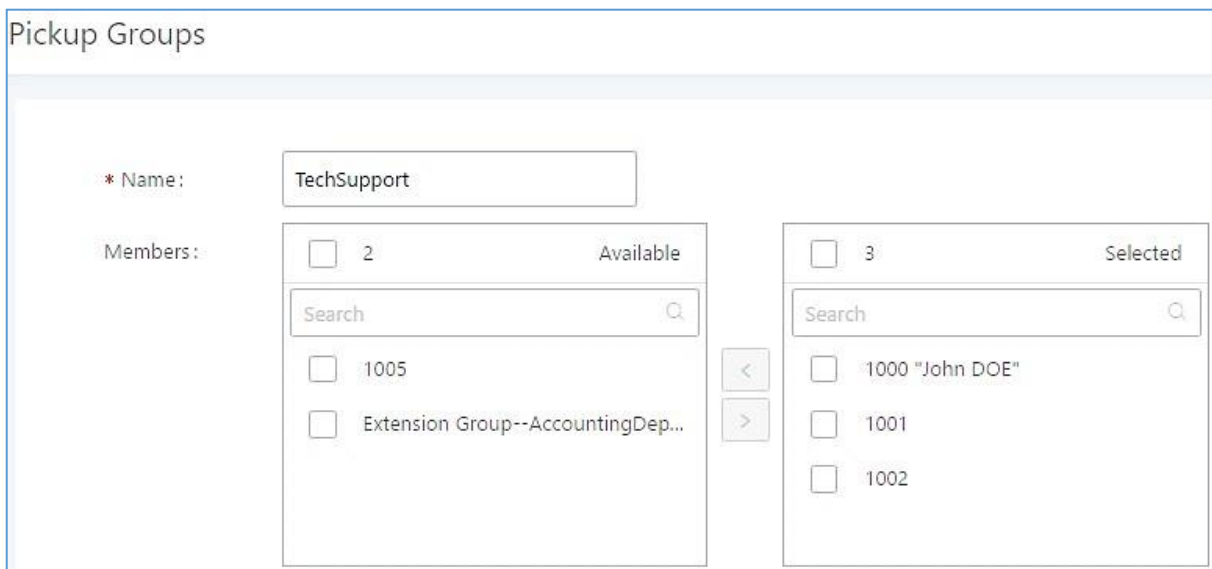 Pickup Groups
* Name: TechSupport
Members: 2 Available 3 Selected
Search Search
1005 < 1000 "John DOE"
Extension Group--AccountingDep... > 1001
1002